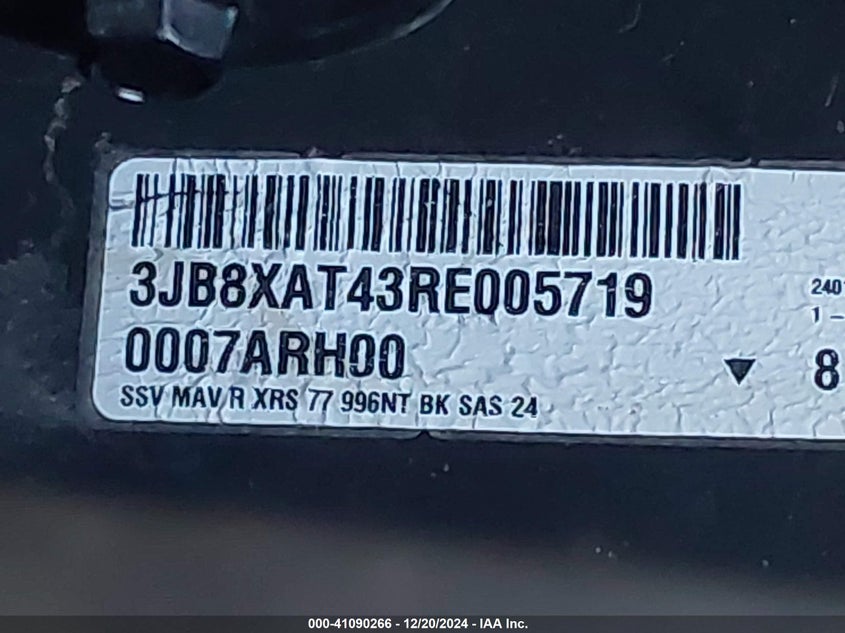 3JB8XAT43RE005719
0007ARH00
SSV MAV R XRS 77 996NT BK SAS 24
2401
1 -
▼ 8
000-41090266 - 12/20/2024 - IAA Inc.